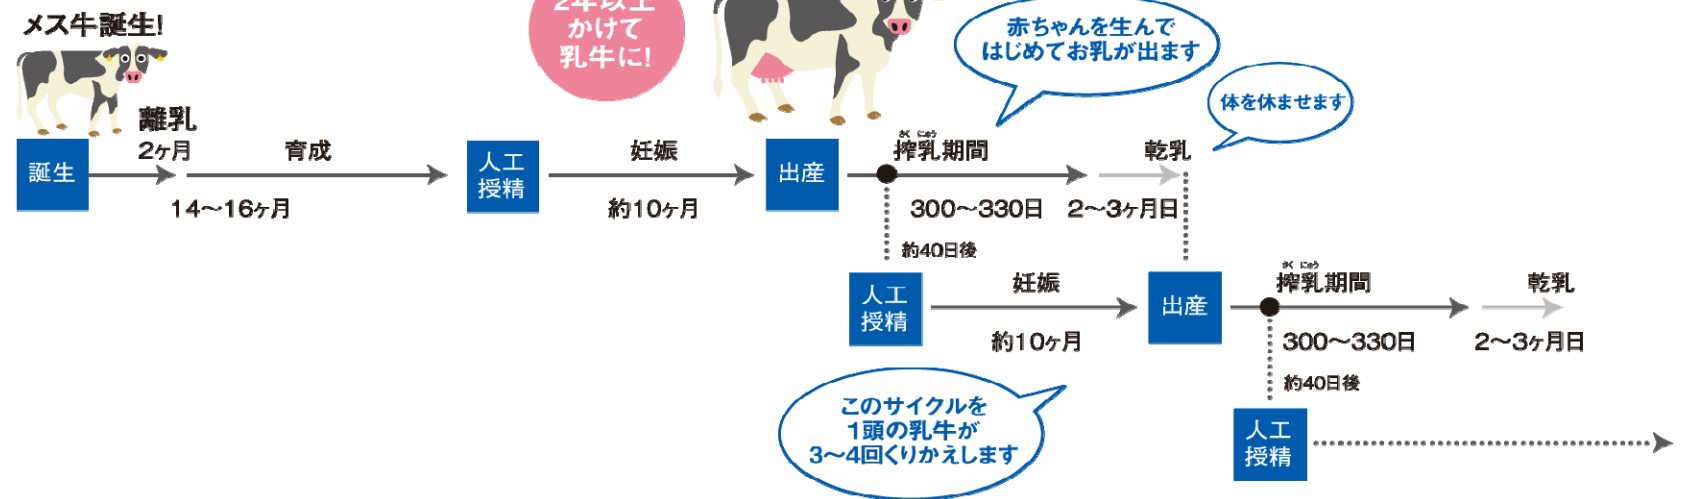 メス牛誕生!
2年以上
かけて
乳牛に!
赤ちゃんを生んで
はじめてお乳が出ます
体を休ませます
離乳
2ヶ月
誕生
育成
14〜16ヶ月
人工
授精
妊娠
約10ヶ月
出産
さく にゅう
搾乳期間
300〜330日
乾乳
2〜3ヶ月日
約40日後
人工
授精
妊娠
約10ヶ月
出産
さく にゅう
搾乳期間
300〜330日
乾乳
2〜3ヶ月日
約40日後
人工
授精
このサイクルを
1頭の乳牛が
3〜4回くりかえします